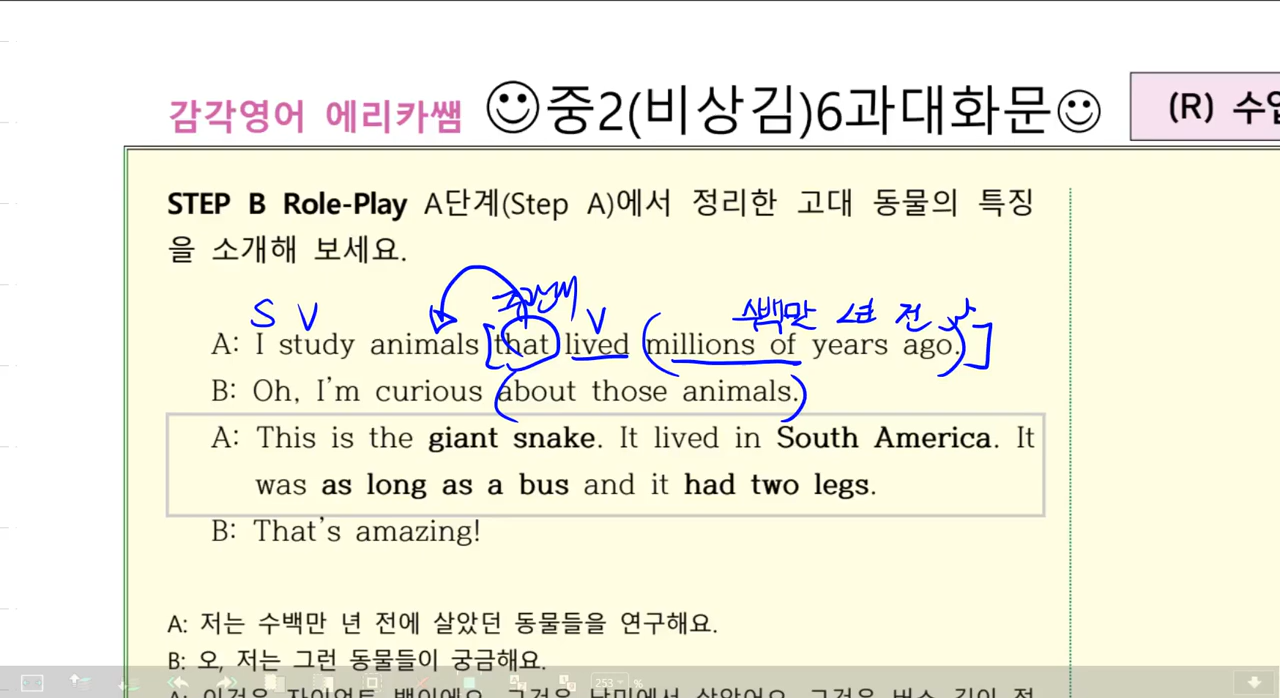 감각영어 에리카쌤 중2(비상김)6과대화문 (R)
STEP B Role-Play A단계(Step A)에서 정리한 고대 동물의 특징
을 소개해 보세요.
S V V 수백만 년 전
A: I study animals [that lived (millions of years ago.)]
B: Oh, I'm curious (about those animals.)
A: This is the giant snake. It lived in South America. It
was as long as a bus and it had two legs.
B: That's amazing!
A: 저는 수백만 년 전에 살았던 동물들을 연구해요.
B: 오, 저는 그런 동물들이 궁금해요.
253 %